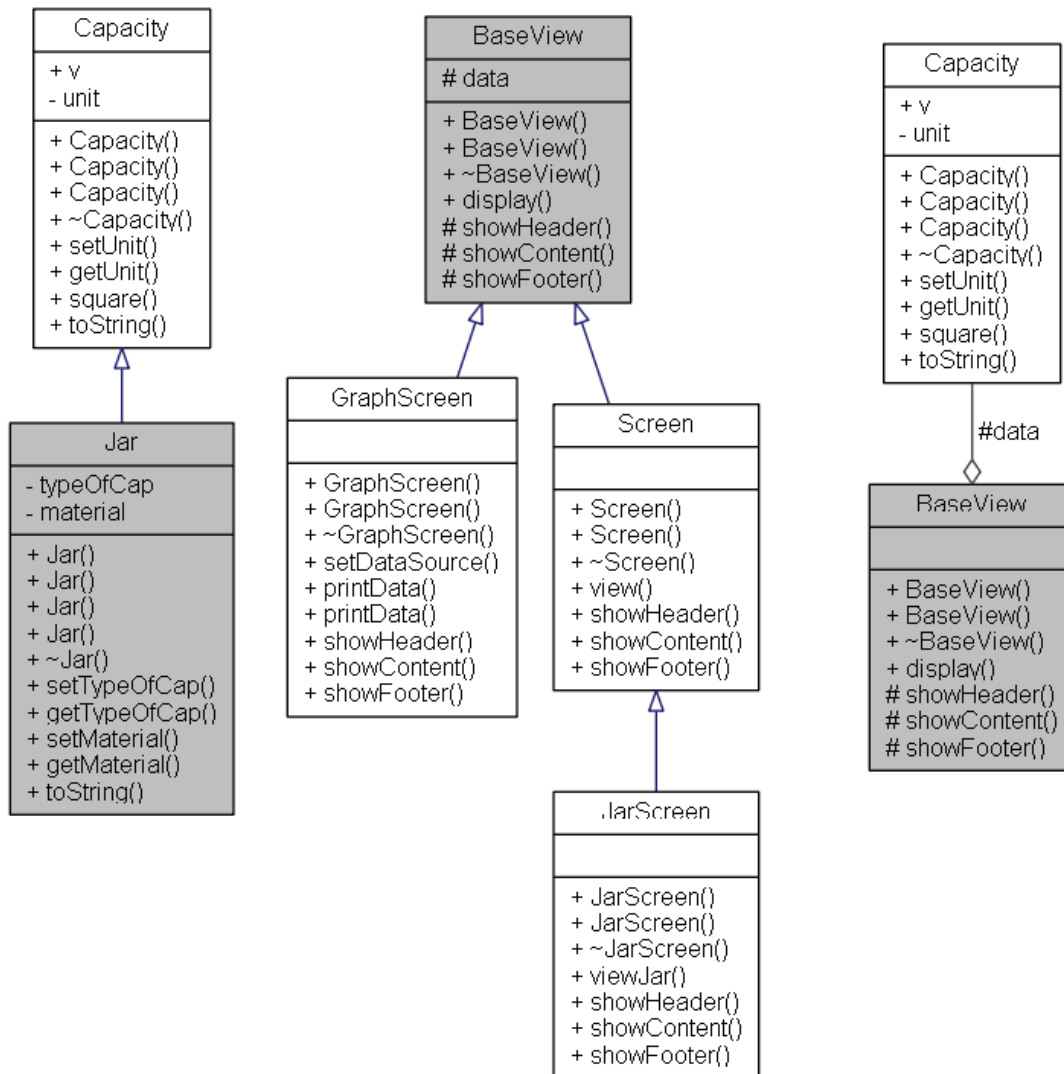 Capacity
+ v
- unit
+ Capacity()
+ Capacity()
+ Capacity()
+ ~Capacity()
+ setUnit()
+ getUnit()
+ square()
+ toString()
Jar
- typeOfCap
- material
+ Jar()
+ Jar()
+ Jar()
+ Jar()
+ ~Jar()
+ setTypeOfCap()
+ getTypeOfCap()
+ setMaterial()
+ getMaterial()
+ toString()
BaseView
# data
+ BaseView()
+ BaseView()
+ ~BaseView()
+ display()
# showHeader()
# showContent()
# showFooter()
GraphScreen
+ GraphScreen()
+ GraphScreen()
+ ~GraphScreen()
+ setDataSource()
+ printData()
+ printData()
+ showHeader()
+ showContent()
+ showFooter()
Screen
+ Screen()
+ Screen()
+ ~Screen()
+ view()
+ showHeader()
+ showContent()
+ showFooter()
JarScreen
+ JarScreen()
+ JarScreen()
+ ~JarScreen()
+ viewJar()
+ showHeader()
+ showContent()
+ showFooter()
Capacity
+ v
- unit
+ Capacity()
+ Capacity()
+ Capacity()
+ ~Capacity()
+ setUnit()
+ getUnit()
+ square()
+ toString()
#data
BaseView
+ BaseView()
+ BaseView()
+ ~BaseView()
+ display()
# showHeader()
# showContent()
# showFooter()